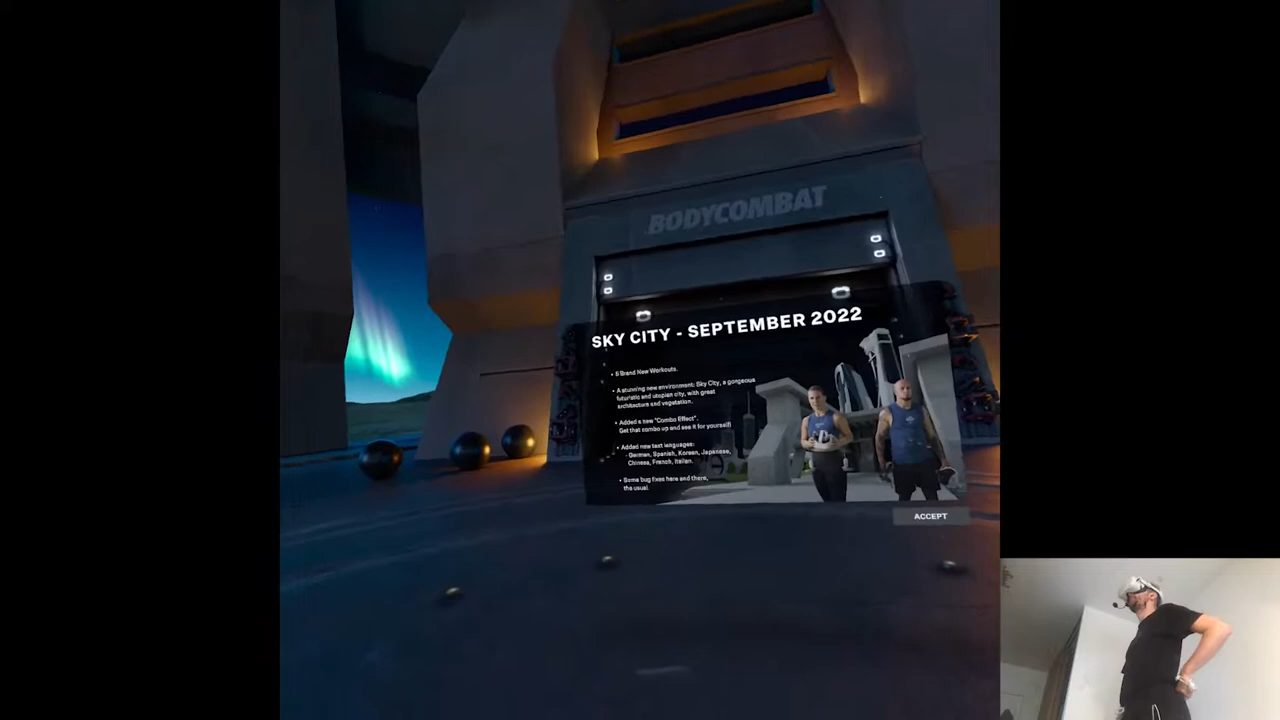 BODYCOMBAT
SKY CITY - SEPTEMBER 2022
• 5 Brand New Workouts.
• A stunning new environment: Sky City, a gorgeous
futuristic and utopian city, with great
architecture and vegetation.
• Added a new "Combo Effect".
Get that combo up and see it for yourself!
• Added new text languages:
- German, Spanish, Korean, Japanese,
Chinese, French, Italian.
• Some bug fixes here and there,
the usual.
ACCEPT